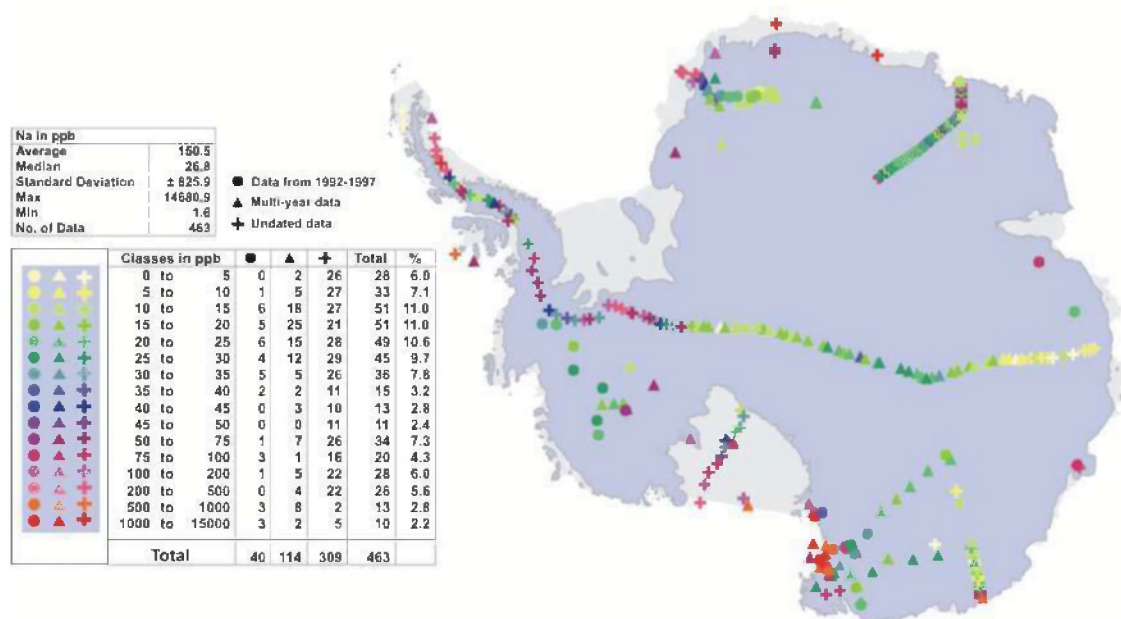 Na in ppb
Average 150.5
Median 26.8
Standard Deviation ± 825.9
Max 14680.9
Min 1.6
No. of Data 463
Data from 1992-1997
Multi-year data
Undated data
Classes in ppb Total %
0 to 5 0 2 26 28 6.0
5 to 10 1 5 27 33 7.1
10 to 15 6 18 27 51 11.0
15 to 20 5 25 21 51 11.0
20 to 25 6 15 28 49 10.6
25 to 30 4 12 29 45 9.7
30 to 35 5 5 26 36 7.8
35 to 40 2 2 11 15 3.2
40 to 45 0 3 10 13 2.8
45 to 50 0 0 11 11 2.4
50 to 75 1 7 26 34 7.3
75 to 100 3 1 16 20 4.3
100 to 200 1 5 22 28 6.0
200 to 500 0 4 22 26 5.6
500 to 1000 3 8 2 13 2.8
1000 to 15000 3 2 5 10 2.2
Total 40 114 309 463